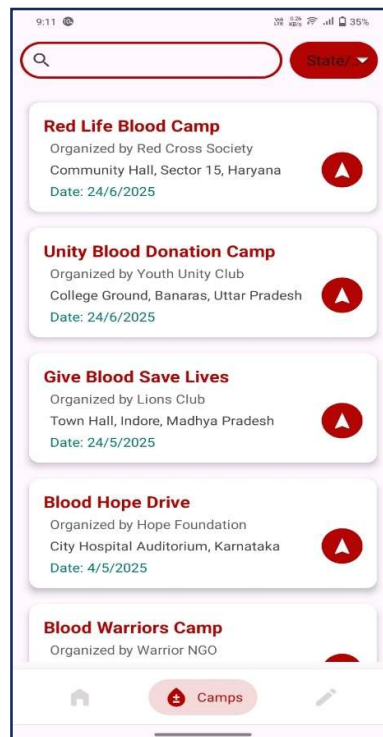 9:11
35%
State/...
Red Life Blood Camp
Organized by Red Cross Society
Community Hall, Sector 15, Haryana
Date: 24/6/2025
Unity Blood Donation Camp
Organized by Youth Unity Club
College Ground, Banaras, Uttar Pradesh
Date: 24/6/2025
Give Blood Save Lives
Organized by Lions Club
Town Hall, Indore, Madhya Pradesh
Date: 24/5/2025
Blood Hope Drive
Organized by Hope Foundation
City Hospital Auditorium, Karnataka
Date: 4/5/2025
Blood Warriors Camp
Organized by Warrior NGO
Camps